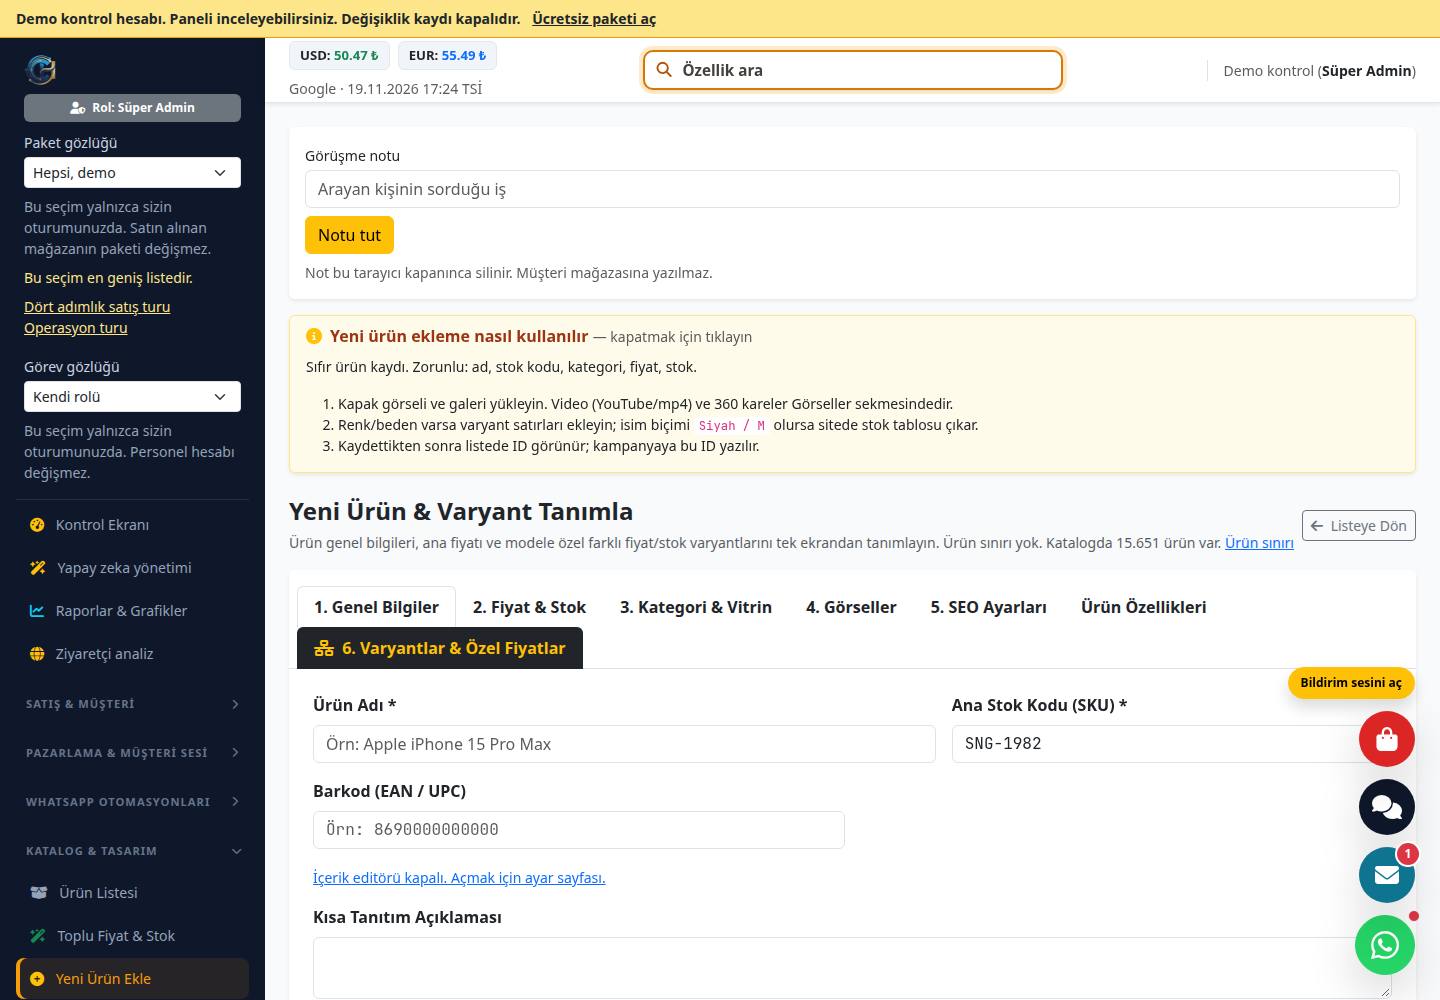 Demo kontrol hesabı. Paneli inceleyebilirsiniz. Değişiklik kaydı kapalıdır. Ücretsiz paketi aç
USD: 50.47 ₺ EUR: 55.49 ₺
Google · 19.11.2026 17:24 TSİ
Özellik ara
Demo kontrol (Süper Admin)
Rol: Süper Admin
Paket gözlüğü
Hepsi, demo
Bu seçim yalnızca sizin
oturumunuzda. Satın alınan
mağazanın paketi değişmez.
Bu seçim en geniş listedir.
Dört adımlık satış turu
Operasyon turu
Görev gözlüğü
Kendi rolü
Bu seçim yalnızca sizin
oturumunuzda. Personel hesabı
değişmez.
Kontrol Ekranı
Yapay zeka yönetimi
Raporlar & Grafikler
Ziyaretçi analiz
SATIŞ & MÜŞTERİ
PAZARLAMA & MÜŞTERİ SESİ
WHATSAPP OTOMASYONLARI
KATALOG & TASARIM
Ürün Listesi
Toplu Fiyat & Stok
Yeni Ürün Ekle
Görüşme notu
Arayan kişinin sorduğu iş
Notu tut
Not bu tarayıcı kapanınca silinir. Müşteri mağazasına yazılmaz.
Yeni ürün ekleme nasıl kullanılır — kapatmak için tıklayın
Sıfır ürün kaydı. Zorunlu: ad, stok kodu, kategori, fiyat, stok.
1. Kapak görseli ve galeri yükleyin. Video (YouTube/mp4) ve 360 kareler Görseller sekmesindedir.
2. Renk/beden varsa varyant satırları ekleyin; isim biçimi Siyah / M olursa sitede stok tablosu çıkar.
3. Kaydettikten sonra listede ID görünür; kampanyaya bu ID yazılır.
Yeni Ürün & Varyant Tanımla
Ürün genel bilgileri, ana fiyatı ve modele özel farklı fiyat/stok varyantlarını tek ekrandan tanımlayın. Ürün sınırı yok. Katalogda 15.651 ürün var. Ürün sınırı
Listeye Dön
1. Genel Bilgiler 2. Fiyat & Stok 3. Kategori & Vitrin 4. Görseller 5. SEO Ayarları Ürün Özellikleri
6. Varyantlar & Özel Fiyatlar
Bildirim sesini aç
Ürün Adı * Ana Stok Kodu (SKU) *
Örn: Apple iPhone 15 Pro Max SNG-1982
Barkod (EAN / UPC)
Örn: 8690000000000
1
İçerik editörü kapalı. Açmak için ayar sayfası.
Kısa Tanıtım Açıklaması